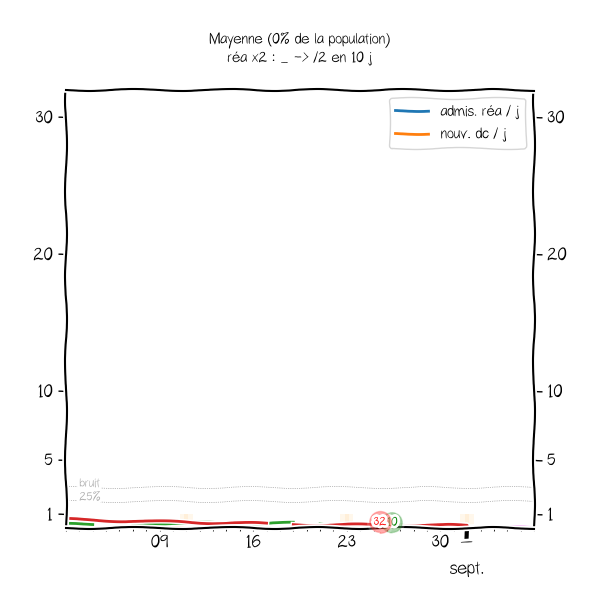 Mayenne (0% de la population)
réa x2 : _ -> /2 en 10 j
admis. réa / j
nouv. dc / j
30 30
20 20
10 10
5 5
bruit
25%
1 1
32 0
09 16 23 30
sept.